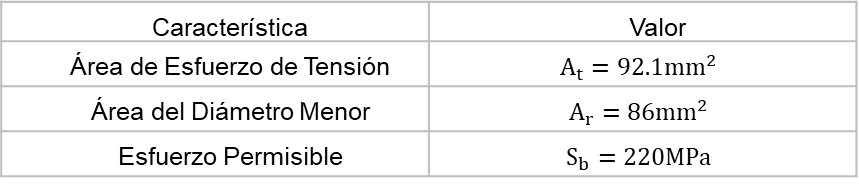 Característica Valor
Área de Esfuerzo de Tensión Aₜ = 92.1mm²
Área del Diámetro Menor Aᵣ = 86mm²
Esfuerzo Permisible S_b = 220MPa